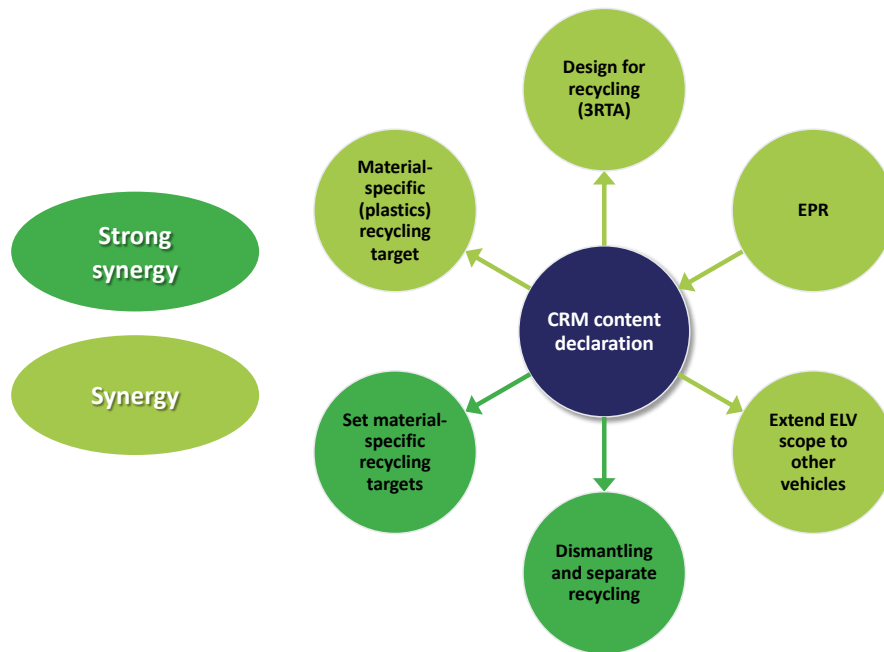 Strong
synergy
Synergy
Design for
recycling
(3RTA)
Material-
specific
(plastics)
recycling
target
EPR
CRM content
declaration
Set material-
specific
recycling
targets
Extend ELV
scope to
other
vehicles
Dismantling
and separate
recycling